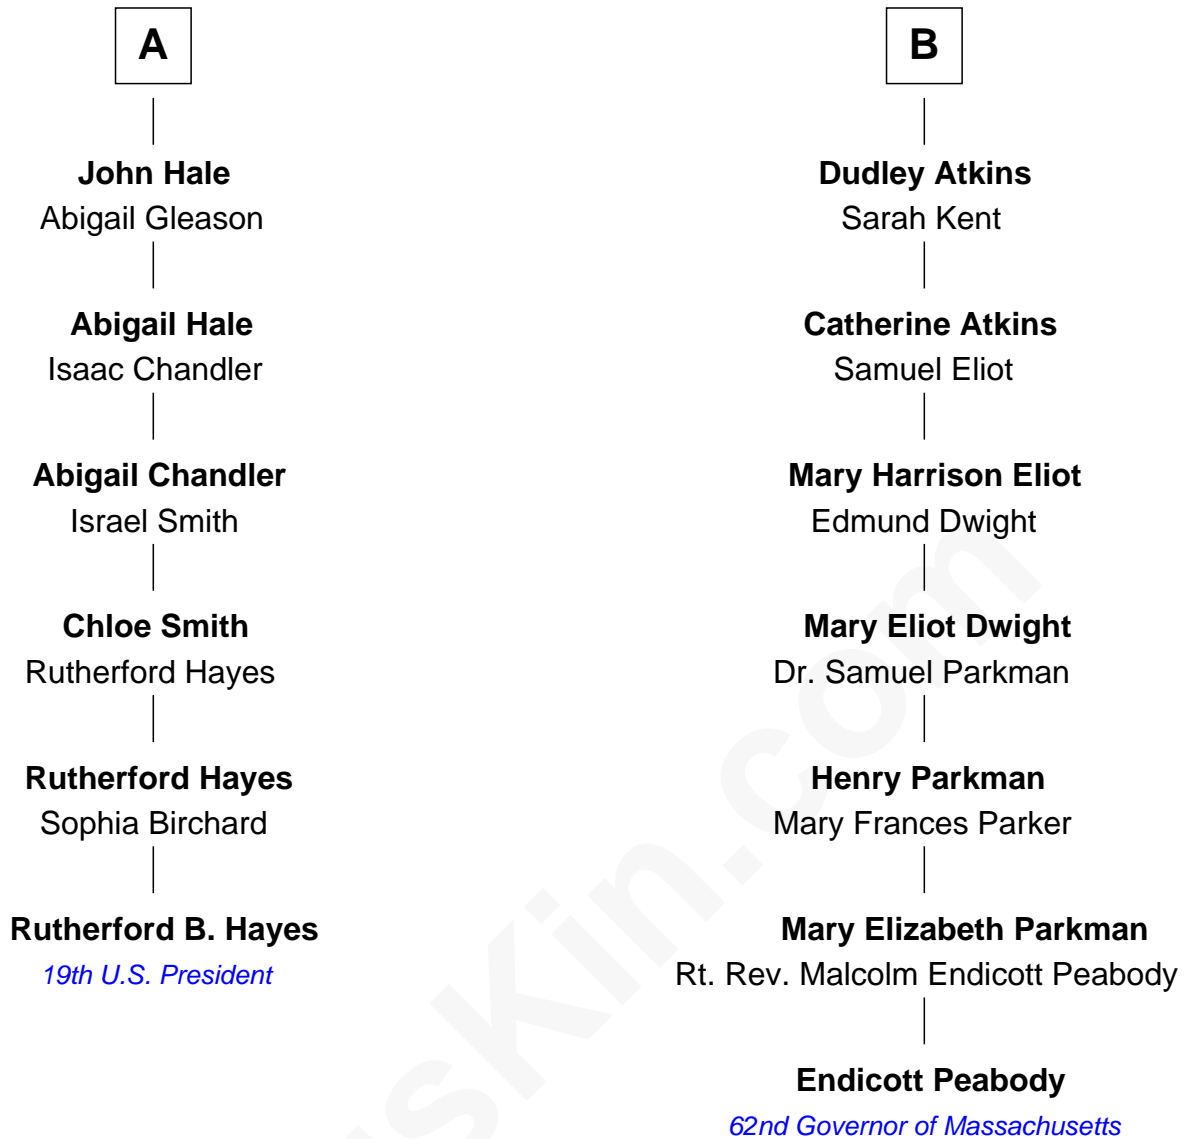 A
John Hale
Abigail Gleason
Abigail Hale
Isaac Chandler
Abigail Chandler
Israel Smith
Chloe Smith
Rutherford Hayes
Rutherford Hayes
Sophia Birchard
Rutherford B. Hayes
19th U.S. President
B
Dudley Atkins
Sarah Kent
Catherine Atkins
Samuel Eliot
Mary Harrison Eliot
Edmund Dwight
Mary Eliot Dwight
Dr. Samuel Parkman
Henry Parkman
Mary Frances Parker
Mary Elizabeth Parkman
Rt. Rev. Malcolm Endicott Peabody
Endicott Peabody
62nd Governor of Massachusetts